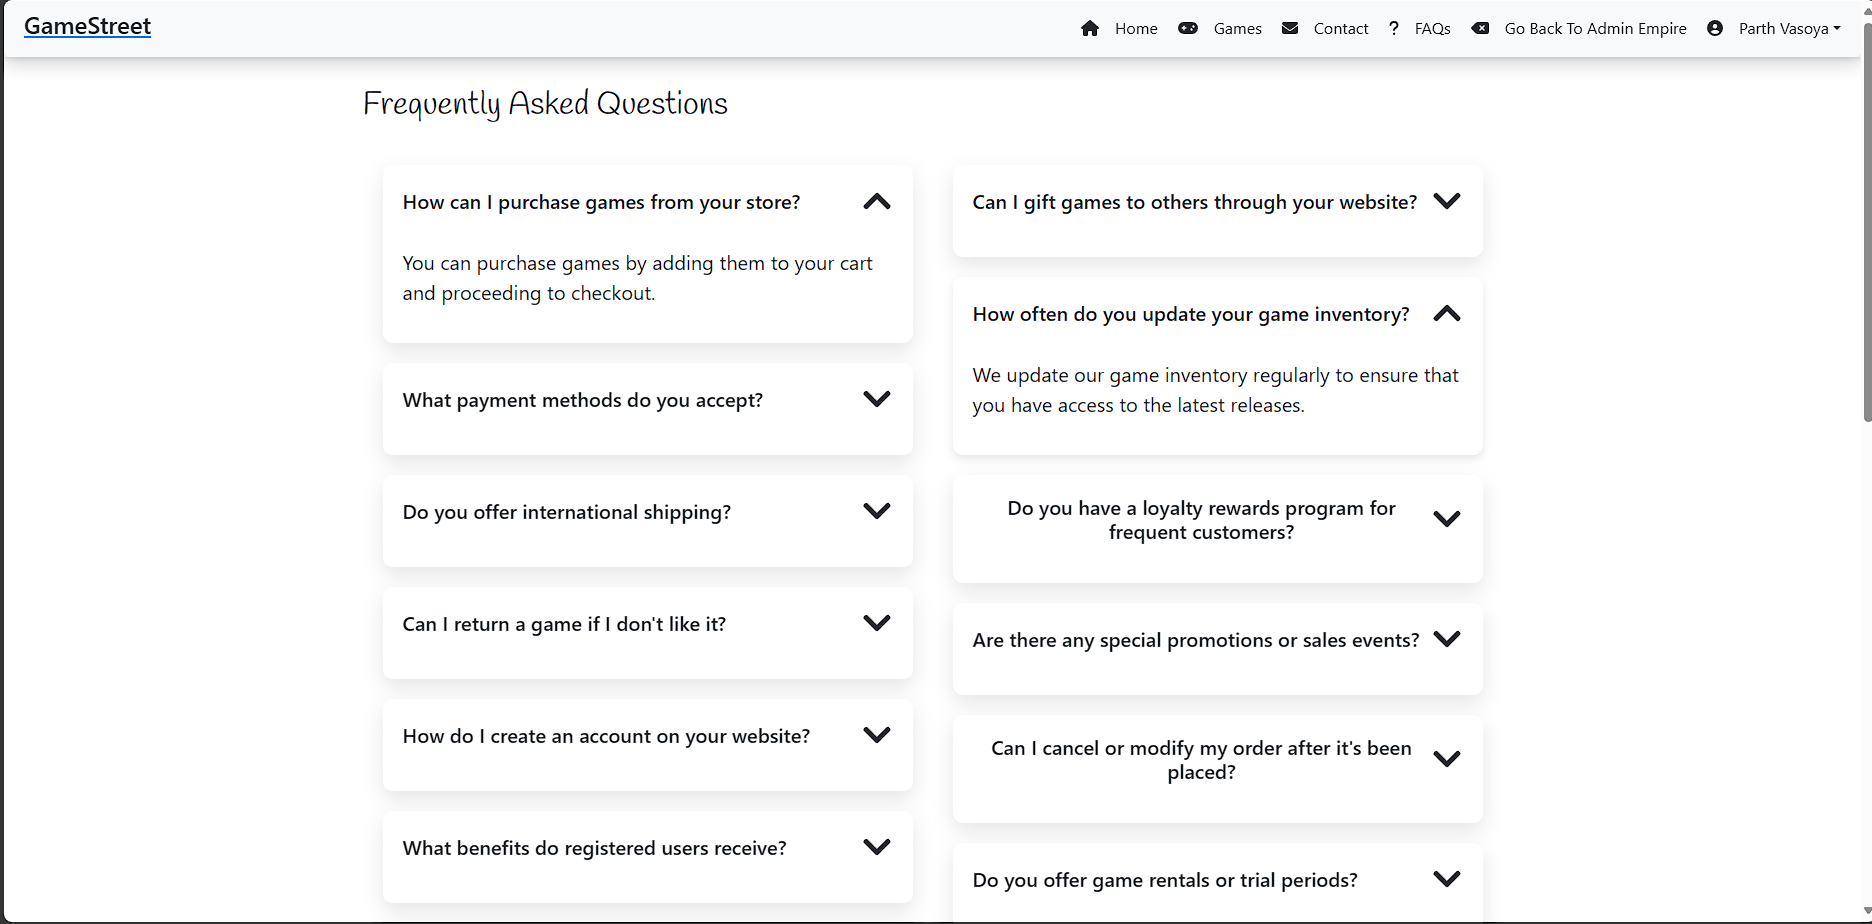 GameStreet
Home
Games
Contact
? FAQs
Go Back To Admin Empire
Parth Vasoya
Frequently Asked Questions
How can I purchase games from your store?
You can purchase games by adding them to your cart
and proceeding to checkout.
What payment methods do you accept?
Do you offer international shipping?
Can I return a game if I don't like it?
How do I create an account on your website?
What benefits do registered users receive?
Can I gift games to others through your website?
How often do you update your game inventory?
We update our game inventory regularly to ensure that
you have access to the latest releases.
Do you have a loyalty rewards program for
frequent customers?
Are there any special promotions or sales events?
Can I cancel or modify my order after it's been
placed?
Do you offer game rentals or trial periods?